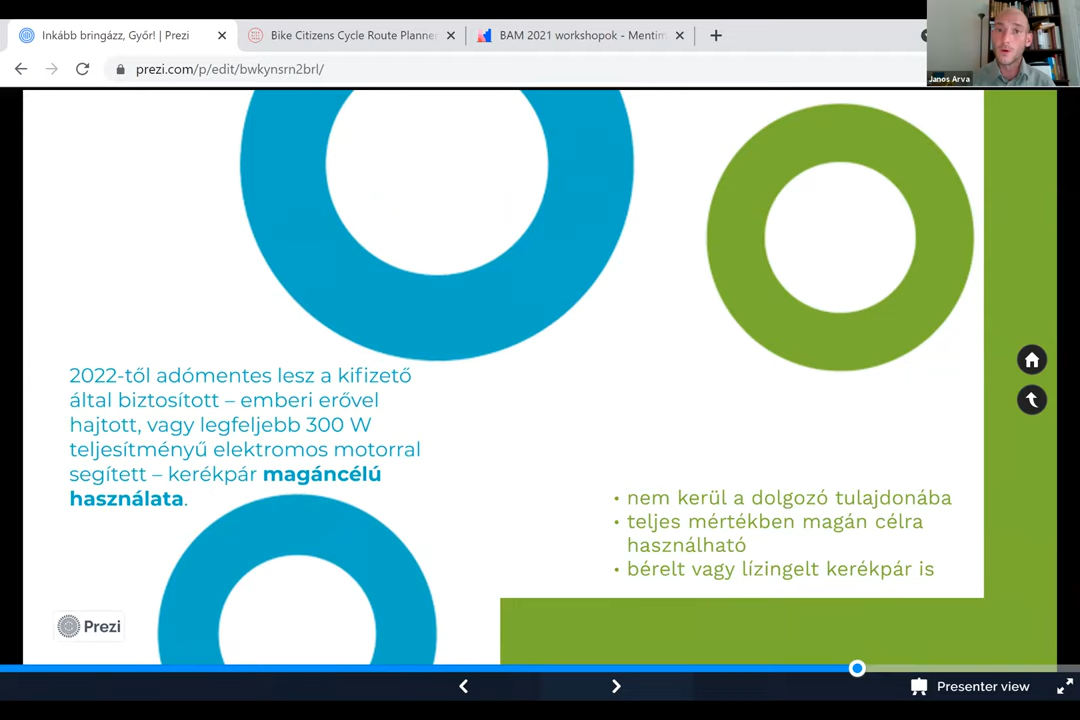 Inkább bringázz, Győr! | Prezi
Bike Citizens Cycle Route Planner
BAM 2021 workshopok - Mentim
prezi.com/p/edit/bwkynsrn2brl/
Janos Arva
2022-től adómentes lesz a kifizető
által biztosított – emberi erővel
hajtott, vagy legfeljebb 300 W
teljesítményű elektromos motorral
segített – kerékpár magáncélú
használata.
• nem kerül a dolgozó tulajdonába
• teljes mértékben magán célra
használható
• bérelt vagy lízingelt kerékpár is
Prezi
Presenter view